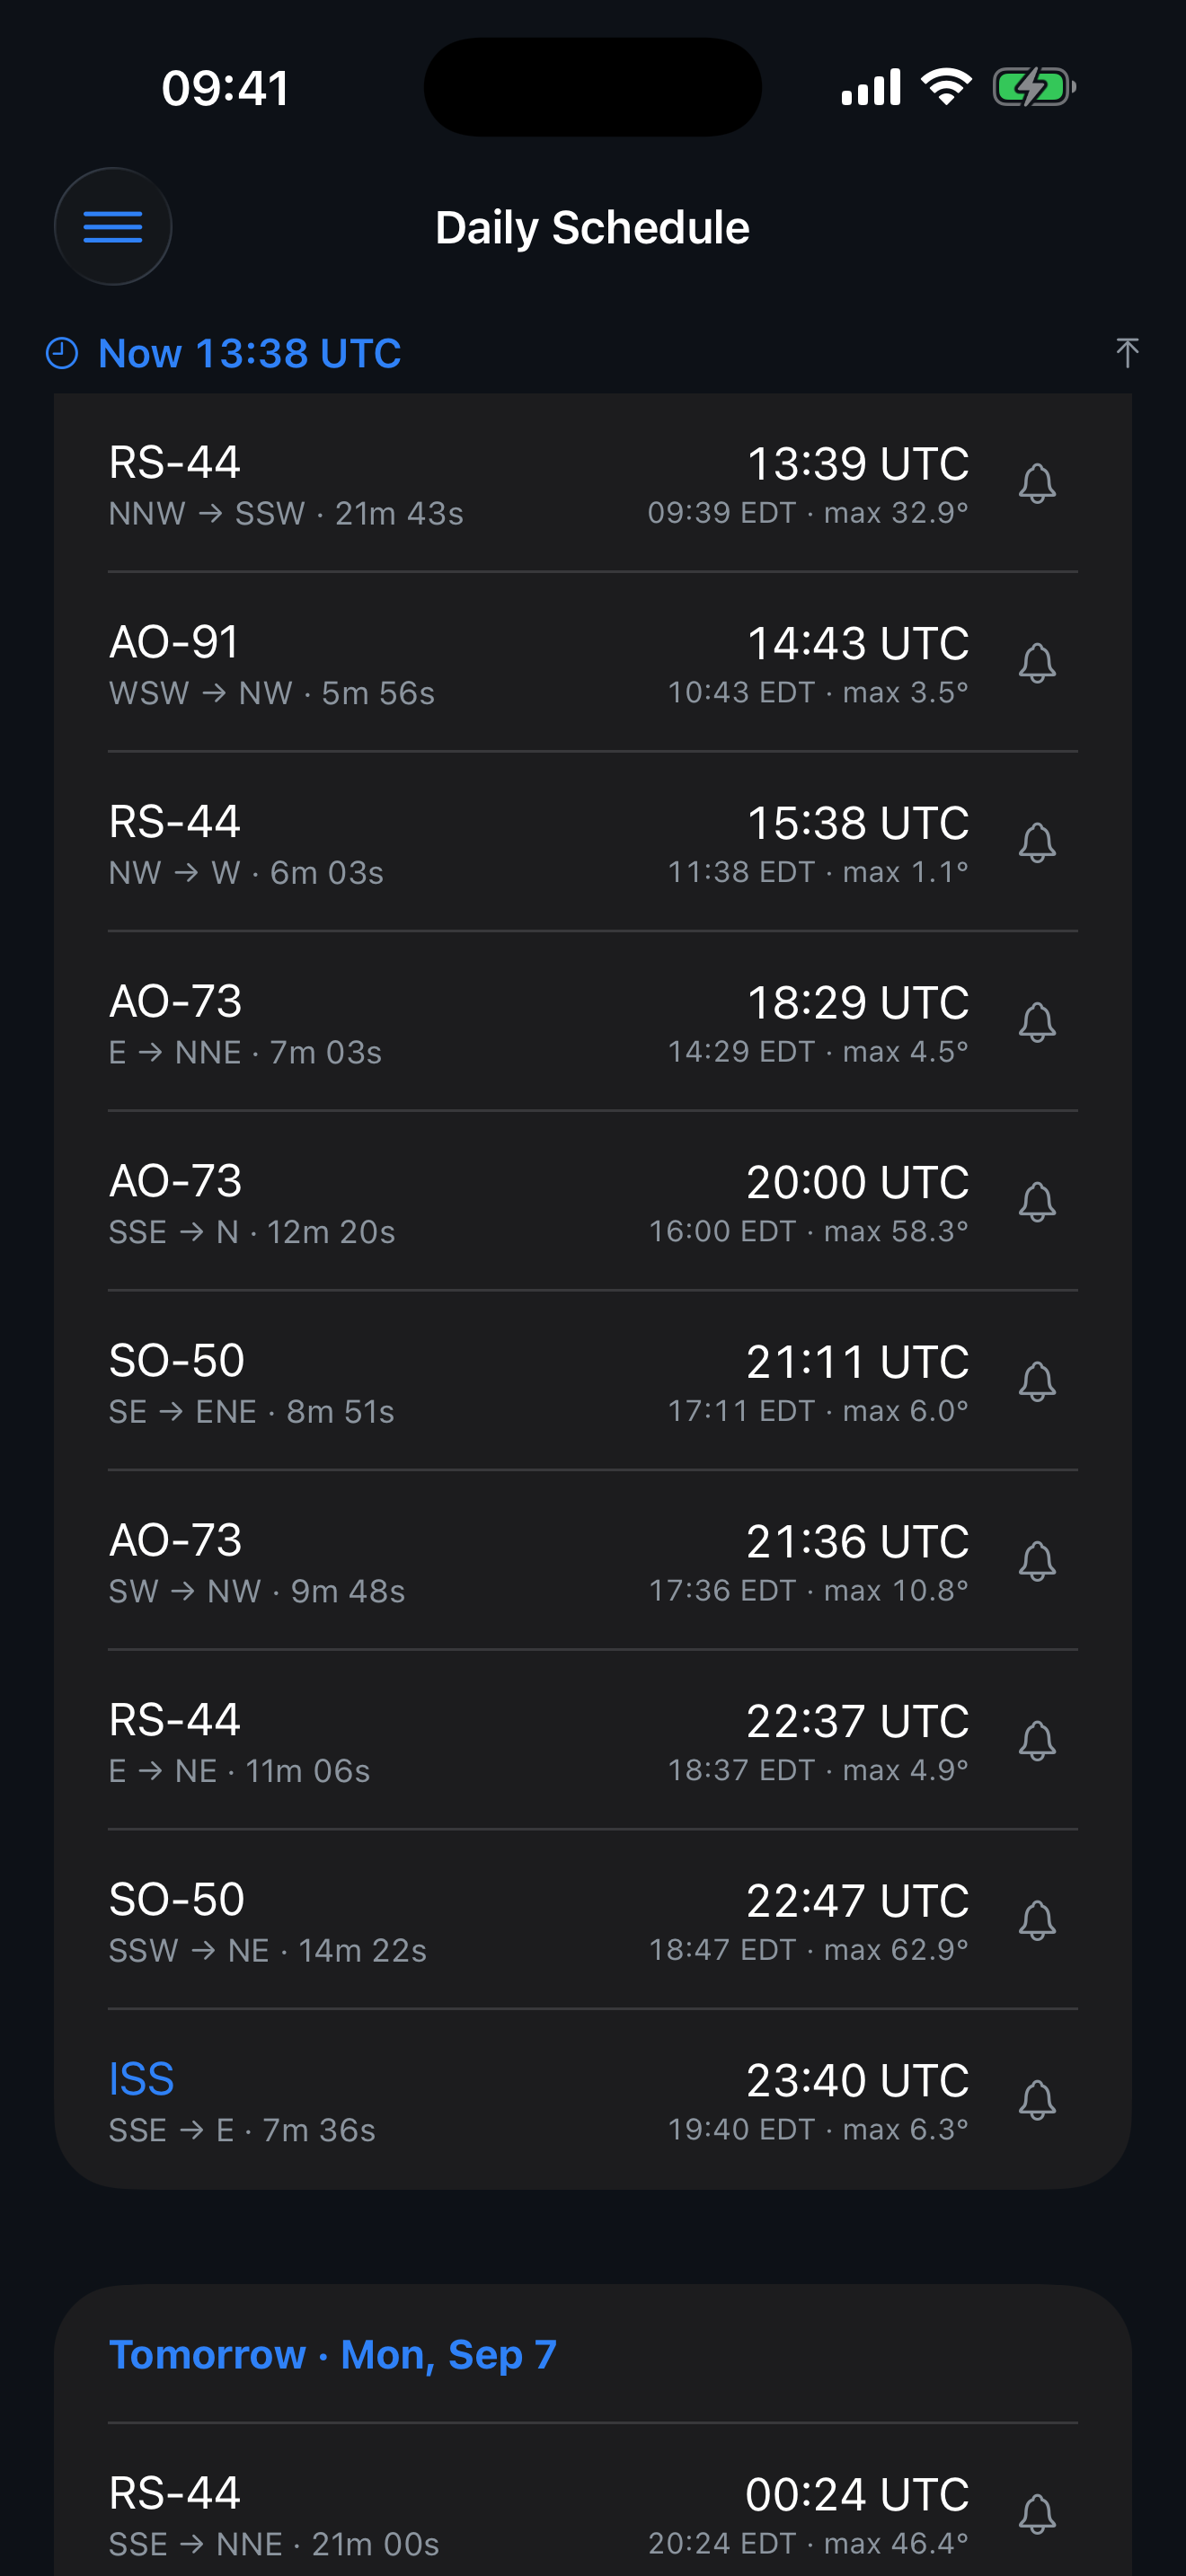 09:41
Daily Schedule
Now 13:38 UTC
RS-44
13:39 UTC
NNW → SSW · 21m 43s
09:39 EDT · max 32.9°
AO-91
14:43 UTC
WSW → NW · 5m 56s
10:43 EDT · max 3.5°
RS-44
15:38 UTC
NW → W · 6m 03s
11:38 EDT · max 1.1°
AO-73
18:29 UTC
E → NNE · 7m 03s
14:29 EDT · max 4.5°
AO-73
20:00 UTC
SSE → N · 12m 20s
16:00 EDT · max 58.3°
SO-50
21:11 UTC
SE → ENE · 8m 51s
17:11 EDT · max 6.0°
AO-73
21:36 UTC
SW → NW · 9m 48s
17:36 EDT · max 10.8°
RS-44
22:37 UTC
E → NE · 11m 06s
18:37 EDT · max 4.9°
SO-50
22:47 UTC
SSW → NE · 14m 22s
18:47 EDT · max 62.9°
ISS
23:40 UTC
SSE → E · 7m 36s
19:40 EDT · max 6.3°
Tomorrow · Mon, Sep 7
RS-44
00:24 UTC
SSE → NNE · 21m 00s
20:24 EDT · max 46.4°